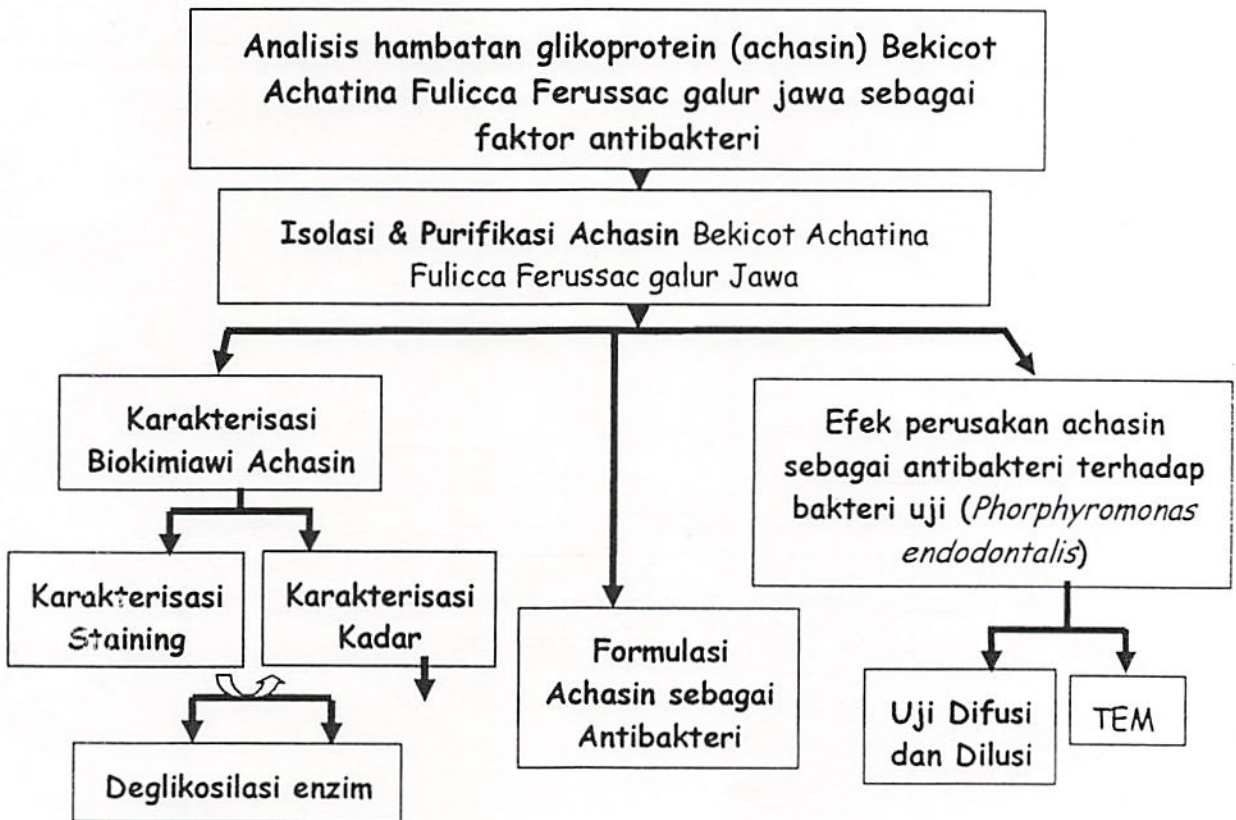 Analisis hambatan glikoprotein (achasin) Bekicot
Achatina Fulicca Ferussac galur jawa sebagai
faktor antibakteri
Isolasi & Purifikasi Achasin Bekicot Achatina
Fulicca Ferussac galur Jawa
Karakterisasi
Biokimiawi Achasin
Efek perusakan achasin
sebagai antibakteri terhadap
bakteri uji (Phorphyromonas
endodontalis)
Karakterisasi
Staining
Karakterisasi
Kadar
Formulasi
Achasin sebagai
Antibakteri
Uji Difusi
dan Dilusi
TEM
Deglikosilasi enzim